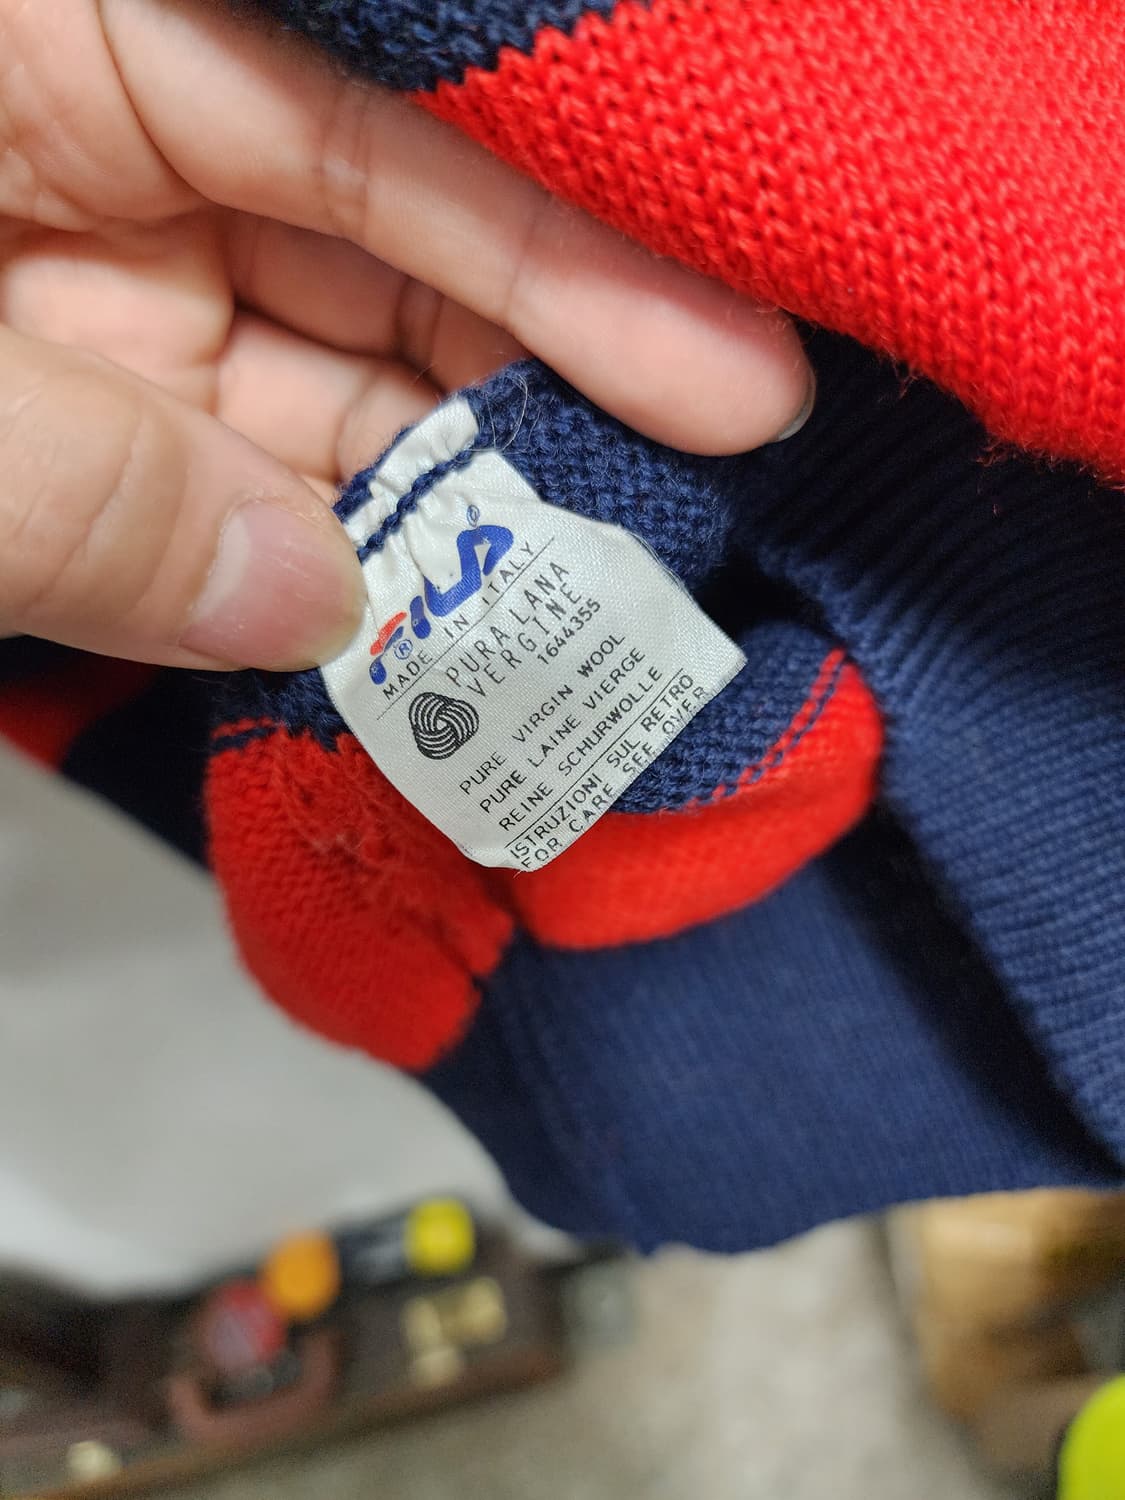 FILA®
®
MADE IN ITALY
PURA LANA
VERGINE
1644355
PURE VIRGIN WOOL
PURE LAINE VIERGE
REINE SCHURWOLLE
ISTRUZIONI SUL RETRO
FOR CARE SEE OVER